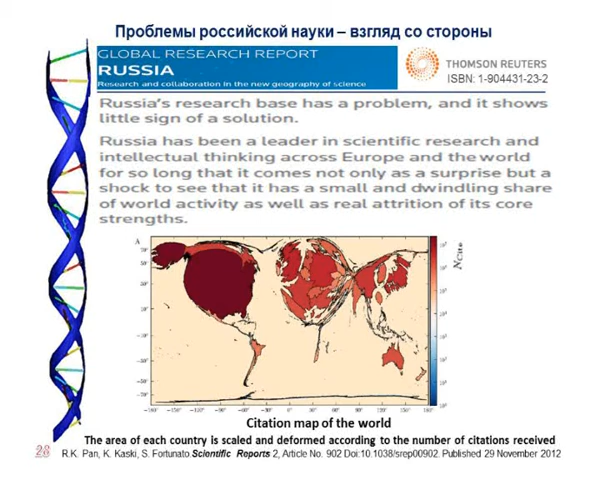 Проблемы российской науки – взгляд со стороны
GLOBAL RESEARCH REPORT
RUSSIA
Research and collaboration in the new geography of science
THOMSON REUTERS
ISBN: 1-904431-23-2
Russia's research base has a problem, and it shows
little sign of a solution.
Russia has been a leader in scientific research and
intellectual thinking across Europe and the world
for so long that it comes not only as a surprise but a
shock to see that it has a small and dwindling share
of world activity as well as real attrition of its core
strengths.
A
N Cite
Citation map of the world
The area of each country is scaled and deformed according to the number of citations received
28
R.K. Pan, K. Kaski, S. Fortunato Scientific Reports 2, Article No. 902 Doi:10.1038/srep00902. Published 29 November 2012